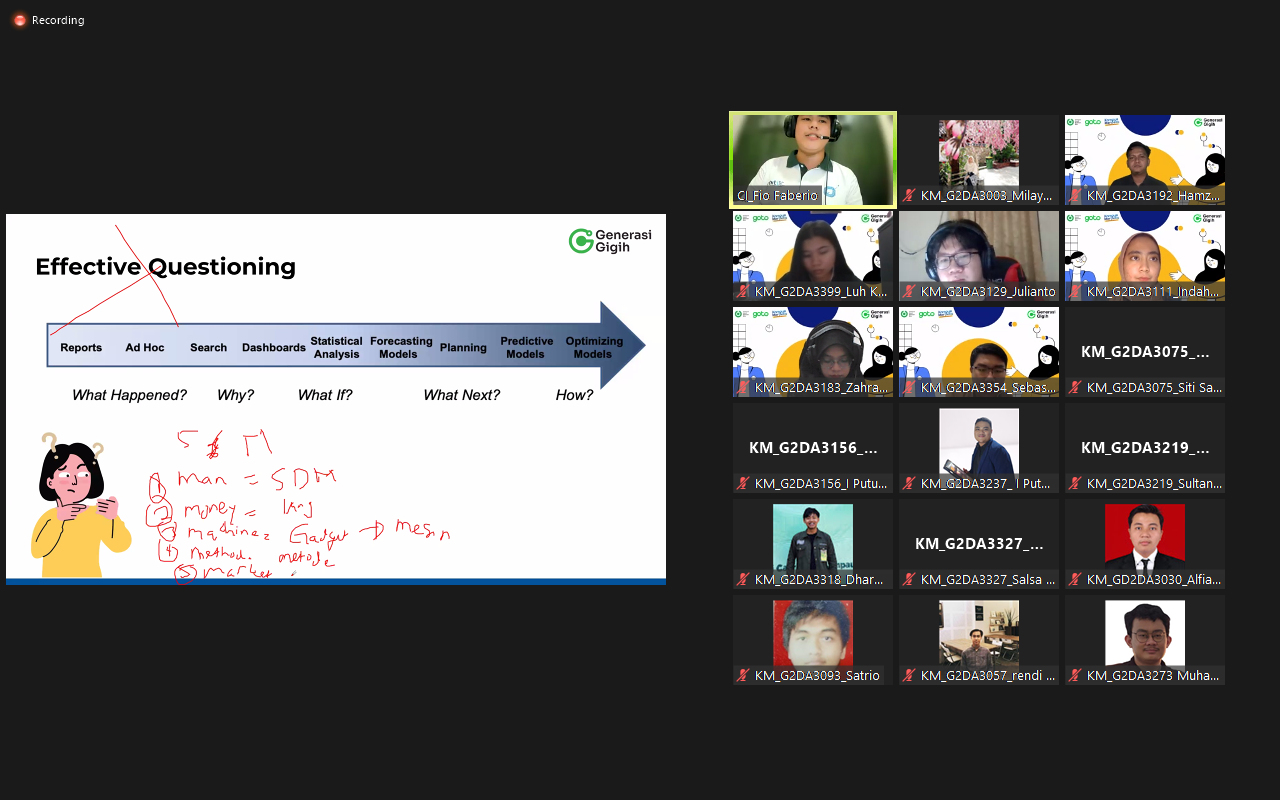 Recording
Generasi
Gigih
Effective Questioning
Reports Ad Hoc Search Dashboards Statistical Analysis Forecasting Models Planning Predictive Models Optimizing Models
What Happened? Why? What If? What Next? How?
5 M
1 man = SDM
2 money =
3 machine = Gadget → mesin
4 method. metode
5 market
CI_Fio Faberio
KM_G2DA3003_Milay...
KM_G2DA3192_Hamz...
KM_G2DA3399_Luh K...
KM_G2DA3129_Julianto
KM_G2DA3111_Indah...
KM_G2DA3183_Zahra...
KM_G2DA3354_Sebas...
KM_G2DA3075_...
KM_G2DA3075_Siti Sa...
KM_G2DA3156_...
KM_G2DA3156_I Putu...
KM_G2DA3237_ I Put...
KM_G2DA3219_...
KM_G2DA3219_Sultan...
KM_G2DA3318_Dhar...
KM_G2DA3327_...
KM_G2DA3327_Salsa ...
KM_GD2DA3030_Alfia...
KM_G2DA3093_Satrio
KM_G2DA3057_rendi ...
KM_G2DA3273 Muha...